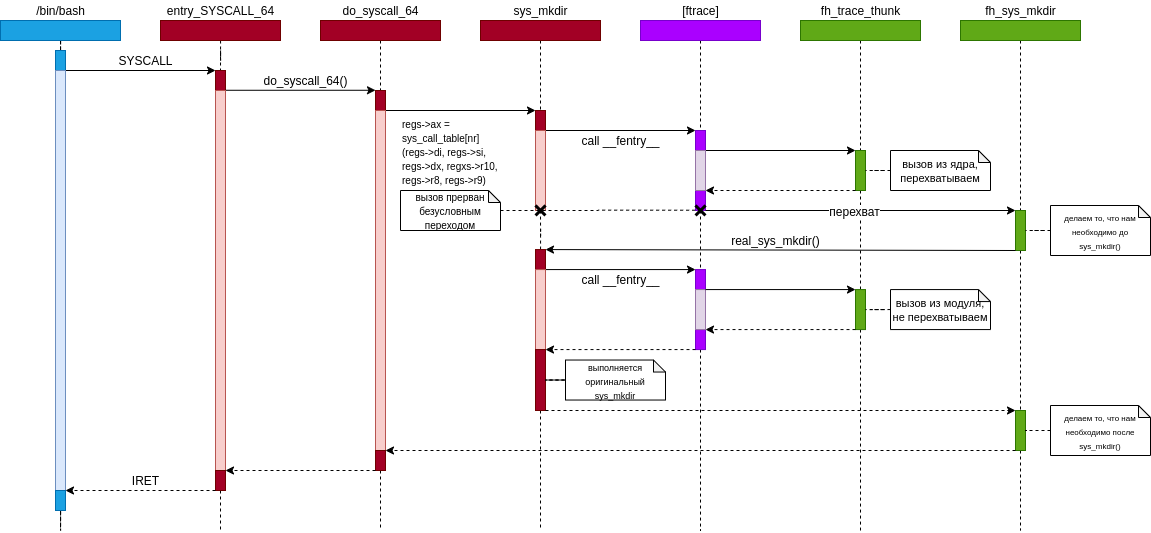 /bin/bash
entry_SYSCALL_64
do_syscall_64
sys_mkdir
[ftrace]
fh_trace_thunk
fh_sys_mkdir
SYSCALL
do_syscall_64()
regs->ax =
sys_call_table[nr]
(regs->di, regs->si,
regs->dx, regxs->r10,
regs->r8, regs->r9)
call __fentry__
вызов из ядра,
перехватываем
вызов прерван
безусловным
переходом
перехват
делаем то, что нам
необходимо до
sys_mkdir()
real_sys_mkdir()
call __fentry__
вызов из модуля,
не перехватываем
выполняется
оригинальный
sys_mkdir
делаем то, что нам
необходимо после
sys_mkdir()
IRET